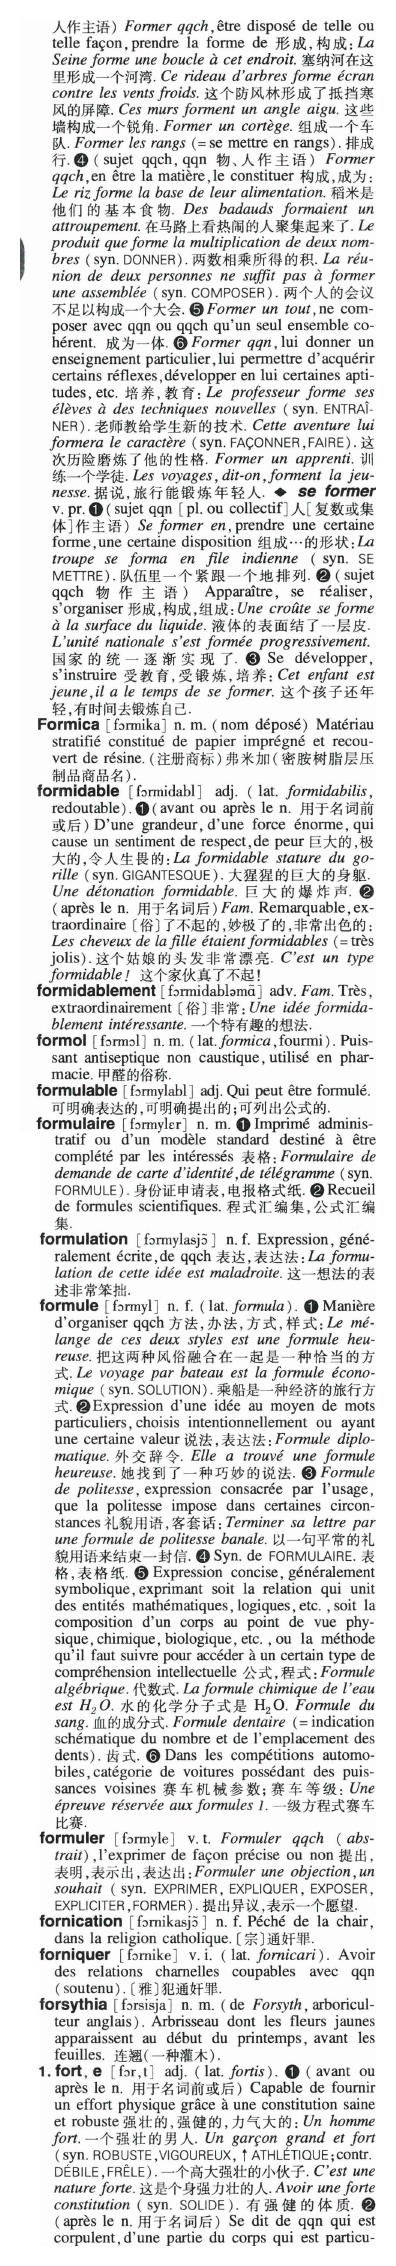 人作主语) Former qqch, être disposé de telle ou
telle façon, prendre la forme de 形成,构成: La
Seine forme une boucle à cet endroit. 塞纳河在这
里形成一个河湾. Ce rideau d'arbres forme écran
contre les vents froids. 这个防风林形成了抵挡寒
风的屏障. Ces murs forment un angle aigu. 这些
墙构成一个锐角. Former un cortège. 组成一个车
队. Former les rangs (= se mettre en rangs). 排成
行. ❹ (sujet qqch, qqn 物、人作主语) Former
qqch, en être la matière, le constituer 构成,成为:
Le riz forme la base de leur alimentation. 稻米是
他们的基本食物. Des badauds formaient un
attroupement. 在马路上看热闹的人聚集起来了. Le
produit que forme la multiplication de deux nom-
bres (syn. DONNER). 两数相乘所得的积. La réu-
nion de deux personnes ne suffit pas à former
une assemblée (syn. COMPOSER). 两个人的会议
不足以构成一个大会. ❺ Former un tout, ne com-
poser avec qqn ou qqch qu'un seul ensemble co-
hérent. 成为一体. ❻ Former qqn, lui donner un
enseignement particulier, lui permettre d'acquérir
certains réflexes, développer en lui certaines apti-
tudes, etc. 培养,教育: Le professeur forme ses
élèves à des techniques nouvelles (syn. ENTRAÎ-
NER). 老师教给学生新的技术. Cette aventure lui
formera le caractère (syn. FAÇONNER, FAIRE). 这
次历险磨炼了他的性格. Former un apprenti. 训
练一个学徒. Les voyages, dit-on, forment la jeu-
nesse. 据说,旅行能锻炼年轻人. ◆ se former
v. pr. ❶ (sujet qqn [pl. ou collectif] 人[复数或集
体]作主语) Se former en, prendre une certaine
forme, une certaine disposition 组成…的形状: La
troupe se forma en file indienne (syn. SE
METTRE). 队伍里一个紧跟一个地排列. ❷ (sujet
qqch 物作主语) Apparaître, se réaliser,
s'organiser 形成,构成,组成: Une croûte se forme
à la surface du liquide. 液体的表面结了一层皮.
L'unité nationale s'est formée progressivement.
国家的统一逐渐实现了. ❸ Se développer,
s'instruire 受教育,受锻炼,培养: Cet enfant est
jeune, il a le temps de se former. 这个孩子还年
轻,有时间去锻炼自己.
Formica [fɔrmika] n. m. (nom déposé) Matériau
stratifié constitué de papier imprégné et recou-
vert de résine. (注册商标)弗米加(密胺树脂层压
制品商品名).
formidable [fɔrmidabl] adj. (lat. formidabilis,
redoutable). ❶ (avant ou après le n. 用于名词前
或后) D'une grandeur, d'une force énorme, qui
cause un sentiment de respect, de peur 巨大的,极
大的,令人生畏的: La formidable stature du go-
rille (syn. GIGANTESQUE). 大猩猩的巨大的身躯.
Une détonation formidable. 巨大的爆炸声. ❷
(après le n. 用于名词后) Fam. Remarquable, ex-
traordinaire [俗]了不起的,妙极了的,非常出色的:
Les cheveux de la fille étaient formidables (= très
jolis). 这个姑娘的头发非常漂亮. C'est un type
formidable! 这个家伙真了不起!
formidablement [fɔrmidabləmɑ̃] adv. Fam. Très,
extraordinairement [俗]非常: Une idée formida-
blement intéressante. 一个特有趣的想法.
formol [fɔrmɔl] n. m. (lat. formica, fourmi). Puis-
sant antiseptique non caustique, utilisé en phar-
macie. 甲醛的俗称.
formulable [fɔrmylabl] adj. Qui peut être formulé.
可明确表达的,可明确提出的;可列出公式的.
formulaire [fɔrmylɛr] n. m. ❶ Imprimé adminis-
tratif ou d'un modèle standard destiné à être
complété par les intéressés 表格: Formulaire de
demande de carte d'identité, de télégramme (syn.
FORMULE). 身份证申请表,电报格式纸. ❷ Recueil
de formules scientifiques. 程式汇编集,公式汇编
集.
formulation [fɔrmylasjɔ̃] n. f. Expression, géné-
ralement écrite, de qqch 表达,表达法: La formu-
lation de cette idée est maladroite. 这一想法的表
述非常笨拙.
formule [fɔrmyl] n. f. (lat. formula). ❶ Manière
d'organiser qqch 方法,办法,方式,样式: Le mé-
lange de ces deux styles est une formule heu-
reuse. 把这两种风俗融合在一起是一种恰当的方
式. Le voyage par bateau est la formule écono-
mique (syn. SOLUTION). 乘船是一种经济的旅行方
式. ❷ Expression d'une idée au moyen de mots
particuliers, choisis intentionnellement ou ayant
une certaine valeur 说法,表达法: Formule diplo-
matique. 外交辞令. Elle a trouvé une formule
heureuse. 她找到了一种巧妙的说法. ❸ Formule
de politesse, expression consacrée par l'usage,
que la politesse impose dans certaines circon-
stances 礼貌用语,客套话: Terminer sa lettre par
une formule de politesse banale. 以一句平常的礼
貌用语来结束一封信. ❹ Syn. de FORMULAIRE. 表
格,表格纸. ❺ Expression concise, généralement
symbolique, exprimant soit la relation qui unit
des entités mathématiques, logiques, etc., soit la
composition d'un corps au point de vue phy-
sique, chimique, biologique, etc., ou la méthode
qu'il faut suivre pour accéder à un certain type de
compréhension intellectuelle 公式,程式: Formule
algébrique. 代数式. La formule chimique de l'eau
est H₂O. 水的化学分子式是 H₂O. Formule du
sang. 血的成分式. Formule dentaire (= indication
schématique du nombre et de l'emplacement des
dents). 齿式. ❻ Dans les compétitions automo-
biles, catégorie de voitures possédant des puis-
sances voisines 赛车机械参数; 赛车等级: Une
épreuve réservée aux formules 1. 一级方程式赛车
比赛.
formuler [fɔrmyle] v. t. Formuler qqch (abs-
trait), l'exprimer de façon précise ou non 提出,
表明,表示出,表达出: Formuler une objection, un
souhait (syn. EXPRIMER, EXPLIQUER, EXPOSER,
EXPLICITER, FORMER). 提出异议,表示一个愿望.
fornication [fɔrnikasjɔ̃] n. f. Péché de la chair,
dans la religion catholique. [宗]通奸罪.
forniquer [fɔrnike] v. i. (lat. fornicari). Avoir
des relations charnelles coupables avec qqn
(soutenu). [雅]犯通奸罪.
forsythia [fɔrsisja] n. m. (de Forsyth, arboricul-
teur anglais). Arbrisseau dont les fleurs jaunes
apparaissent au début du printemps, avant les
feuilles. 连翘(一种灌木).
1. fort, e [fɔr, t] adj. (lat. fortis). ❶ (avant ou
après le n. 用于名词前或后) Capable de fournir
un effort physique grâce à une constitution saine
et robuste 强壮的,强健的,力气大的: Un homme
fort. 一个强壮的男人. Un garçon grand et fort
(syn. ROBUSTE, VIGOUREUX, ↑ ATHLÉTIQUE; contr.
DÉBILE, FRÊLE). 一个高大强壮的小伙子. C'est une
nature forte. 这是个身强力壮的人. Avoir une forte
constitution (syn. SOLIDE). 有强健的体质. ❷
(après le n. 用于名词后) Se dit de qqn qui est
corpulent, d'une partie du corps qui est particu-